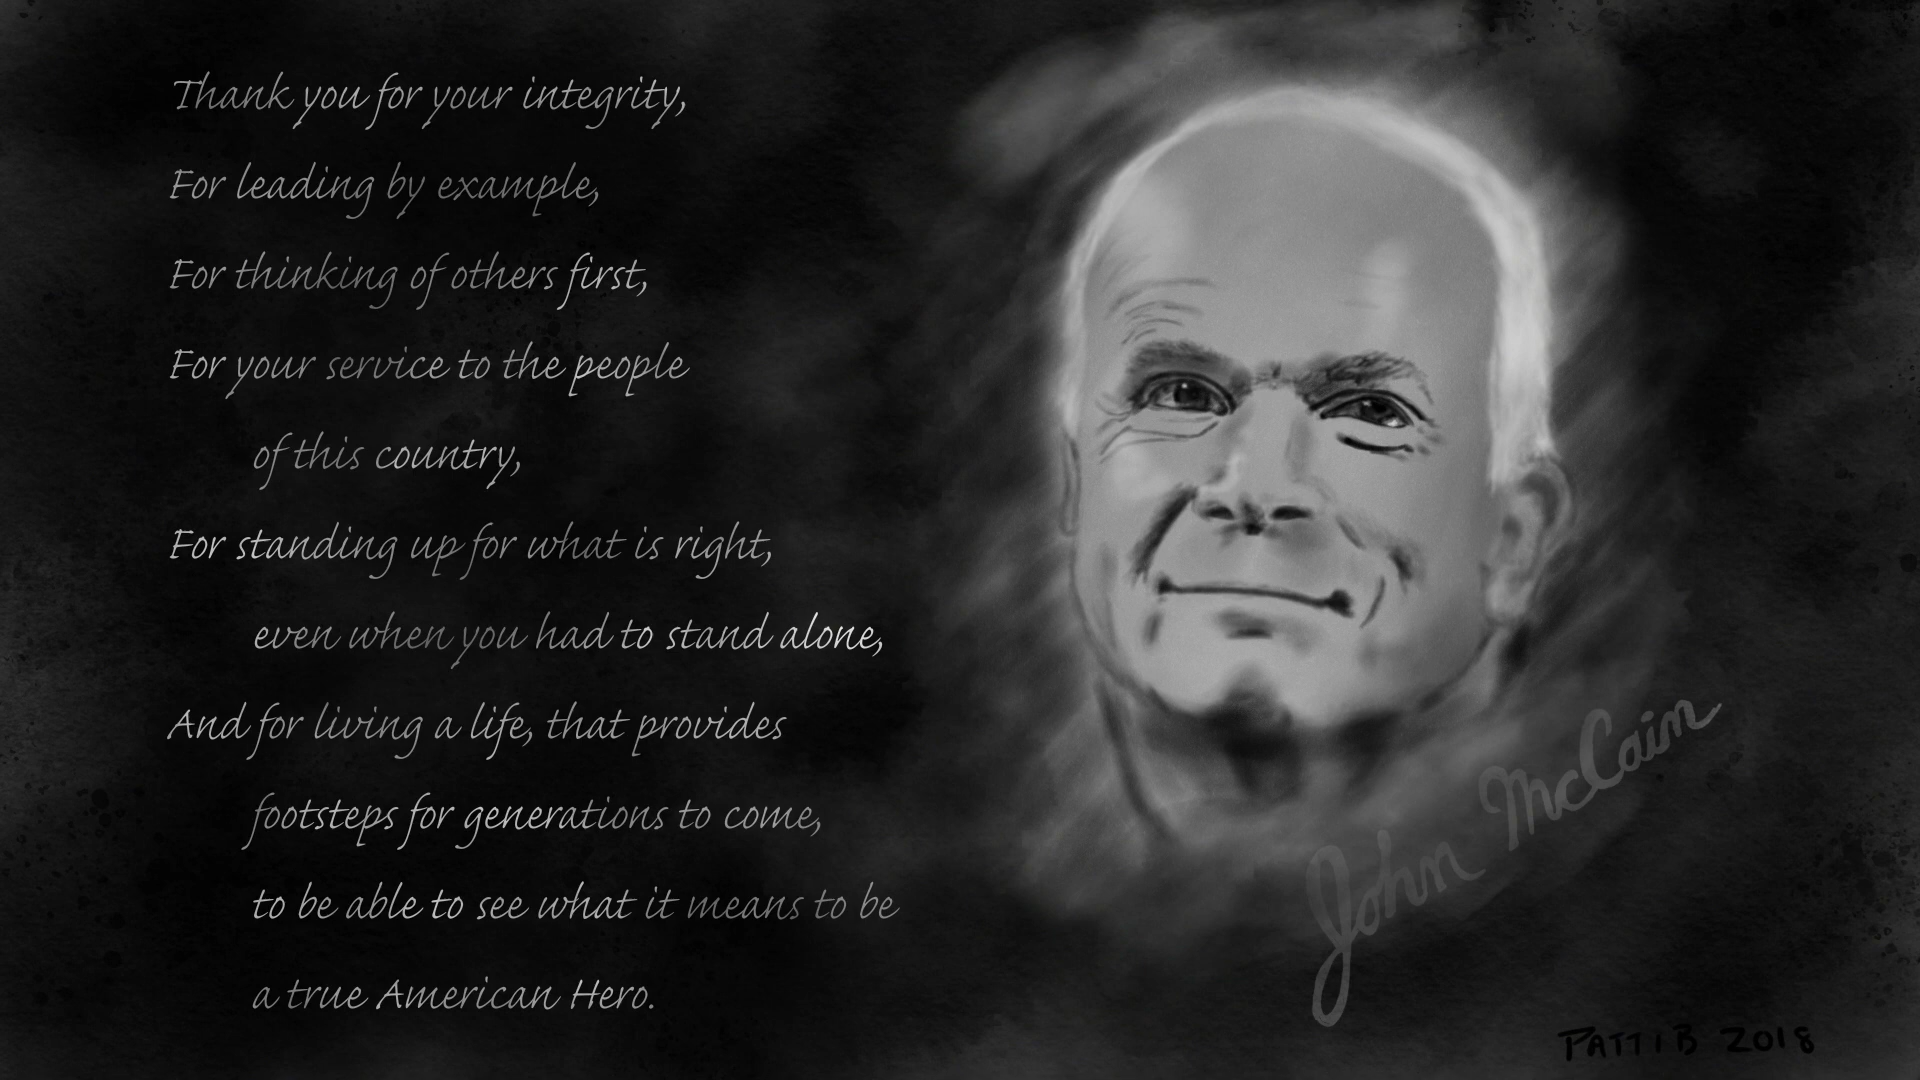 Thank you for your integrity,
For leading by example,
For thinking of others first,
For your service to the people
of this country,
For standing up for what is right,
even when you had to stand alone,
And for living a life, that provides
footsteps for generations to come,
to be able to see what it means to be
a true American Hero.
John McCain
PATTI B 2018